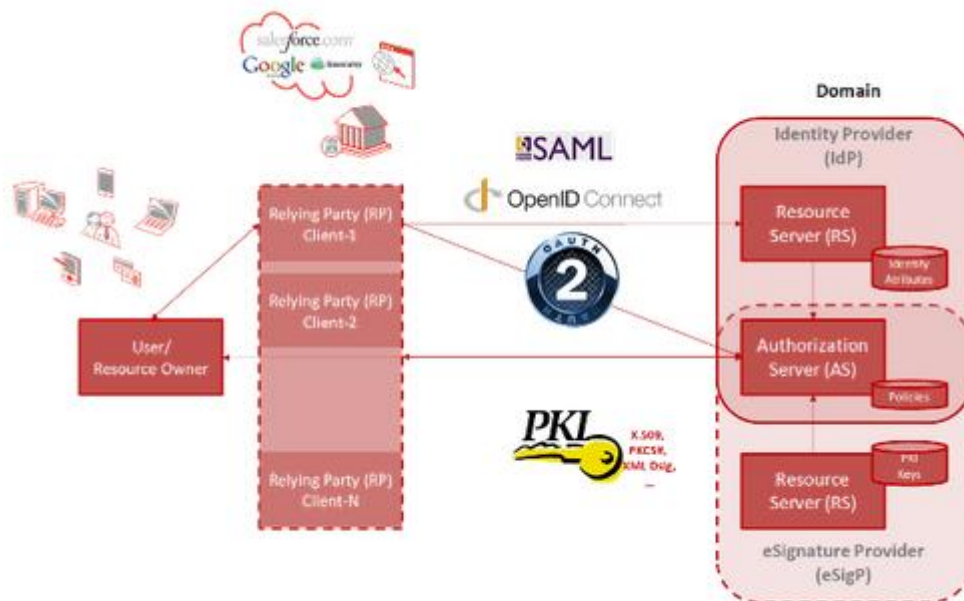 salesforce.com
Google
Domain
Identity Provider
(IdP)
SAML
OpenID Connect
Relying Party (RP)
Client-1
Resource
Server (RS)
Identity
Attributes
OAUTH
2
Relying Party (RP)
Client-2
User/
Resource Owner
Authorization
Server (AS)
Policies
PKI
X.509,
PKCS#,
XML Dsig,
...
PKI
Keys
Relying Party (RP)
Client-N
Resource
Server (RS)
eSignature Provider
(eSigP)